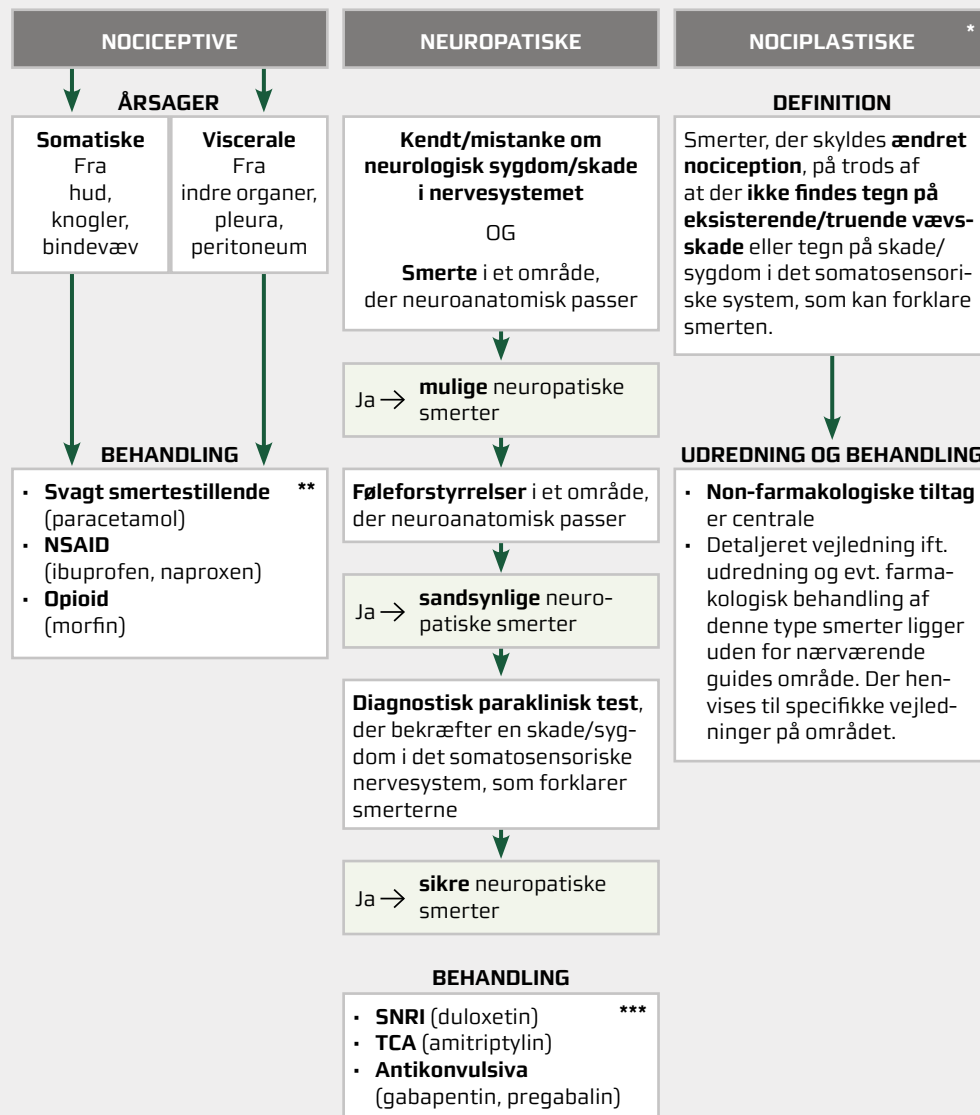 NOCICEPTIVE
ÅRSAGER
Somatiske
Fra
hud,
knogler,
bindevæv
Viscerale
Fra
indre organer,
pleura,
peritoneum
BEHANDLING
· Svagt smertestillende **
(paracetamol)
· NSAID
(ibuprofen, naproxen)
· Opioid
(morfin)
NEUROPATISKE
Kendt/mistanke om
neurologisk sygdom/skade
i nervesystemet
OG
Smerte i et område,
der neuroanatomisk passer
Ja → mulige neuropatiske
smerter
Føleforstyrrelser i et område,
der neuroanatomisk passer
Ja → sandsynlige neuro-
patiske smerter
Diagnostisk paraklinisk test,
der bekræfter en skade/syg-
dom i det somatosensoriske
nervesystem, som forklarer
smerterne
Ja → sikre neuropatiske
smerter
BEHANDLING
· SNRI (duloxetin) ***
· TCA (amitriptylin)
· Antikonvulsiva
(gabapentin, pregabalin)
NOCIPLASTISKE *
DEFINITION
Smerter, der skyldes ændret
nociception, på trods af
at der ikke findes tegn på
eksisterende/truende vævs-
skade eller tegn på skade/
sygdom i det somatosensori-
ske system, som kan forklare
smerten.
UDREDNING OG BEHANDLING
· Non-farmakologiske tiltag
er centrale
· Detaljeret vejledning ift.
udredning og evt. farma-
kologisk behandling af
denne type smerter ligger
uden for nærværende
guides område. Der hen-
vises til specifikke vejled-
ninger på området.